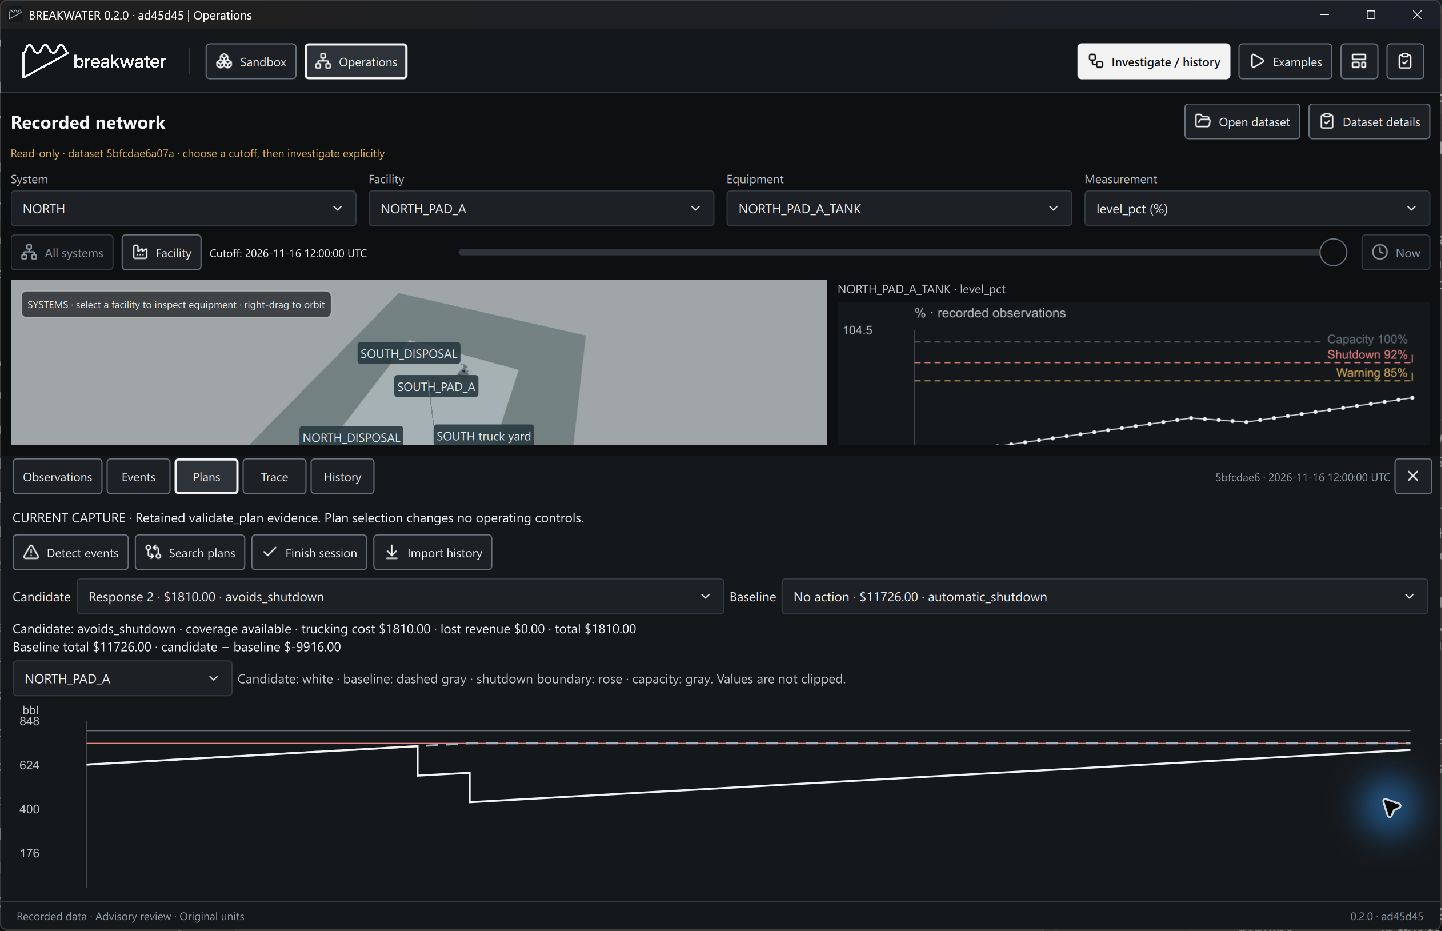 BREAKWATER 0.2.0 · ad45d45 | Operations
breakwater
Sandbox
Operations
Investigate / history
Examples
Recorded network
Open dataset
Dataset details
Read-only · dataset 5bfcdae6a07a · choose a cutoff, then investigate explicitly
System
Facility
Equipment
Measurement
NORTH
NORTH_PAD_A
NORTH_PAD_A_TANK
level_pct (%)
All systems
Facility
Cutoff: 2026-11-16 12:00:00 UTC
Now
SYSTEMS · select a facility to inspect equipment · right-drag to orbit
SOUTH_DISPOSAL
SOUTH_PAD_A
NORTH_DISPOSAL
SOUTH truck yard
NORTH_PAD_A_TANK · level_pct
% · recorded observations
104.5
Capacity 100%
Shutdown 92%
Warning 85%
Observations
Events
Plans
Trace
History
5bfcdae6 · 2026-11-16 12:00:00 UTC
CURRENT CAPTURE · Retained validate_plan evidence. Plan selection changes no operating controls.
Detect events
Search plans
Finish session
Import history
Candidate
Response 2 · $1810.00 · avoids_shutdown
Baseline
No action · $11726.00 · automatic_shutdown
Candidate: avoids_shutdown · coverage available · trucking cost $1810.00 · lost revenue $0.00 · total $1810.00
Baseline total $11726.00 · candidate − baseline $-9916.00
NORTH_PAD_A
Candidate: white · baseline: dashed gray · shutdown boundary: rose · capacity: gray. Values are not clipped.
bbl
848
624
400
176
Recorded data · Advisory review · Original units
0.2.0 · ad45d45